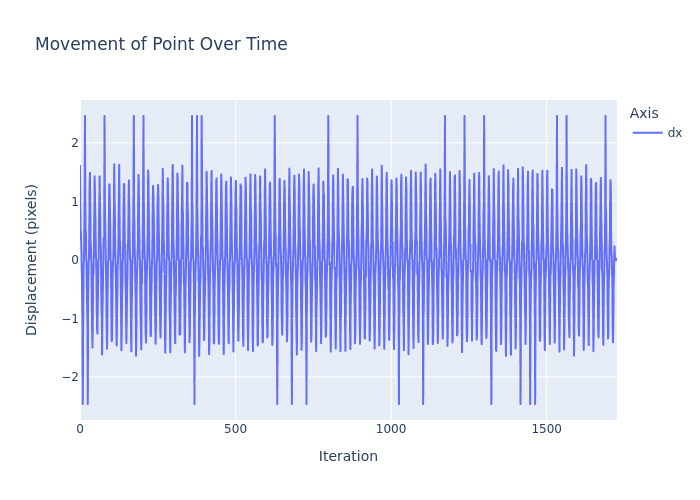 Movement of Point Over Time
Axis
dx
Displacement (pixels)
2
1
0
−1
−2
0
500
1000
1500
Iteration